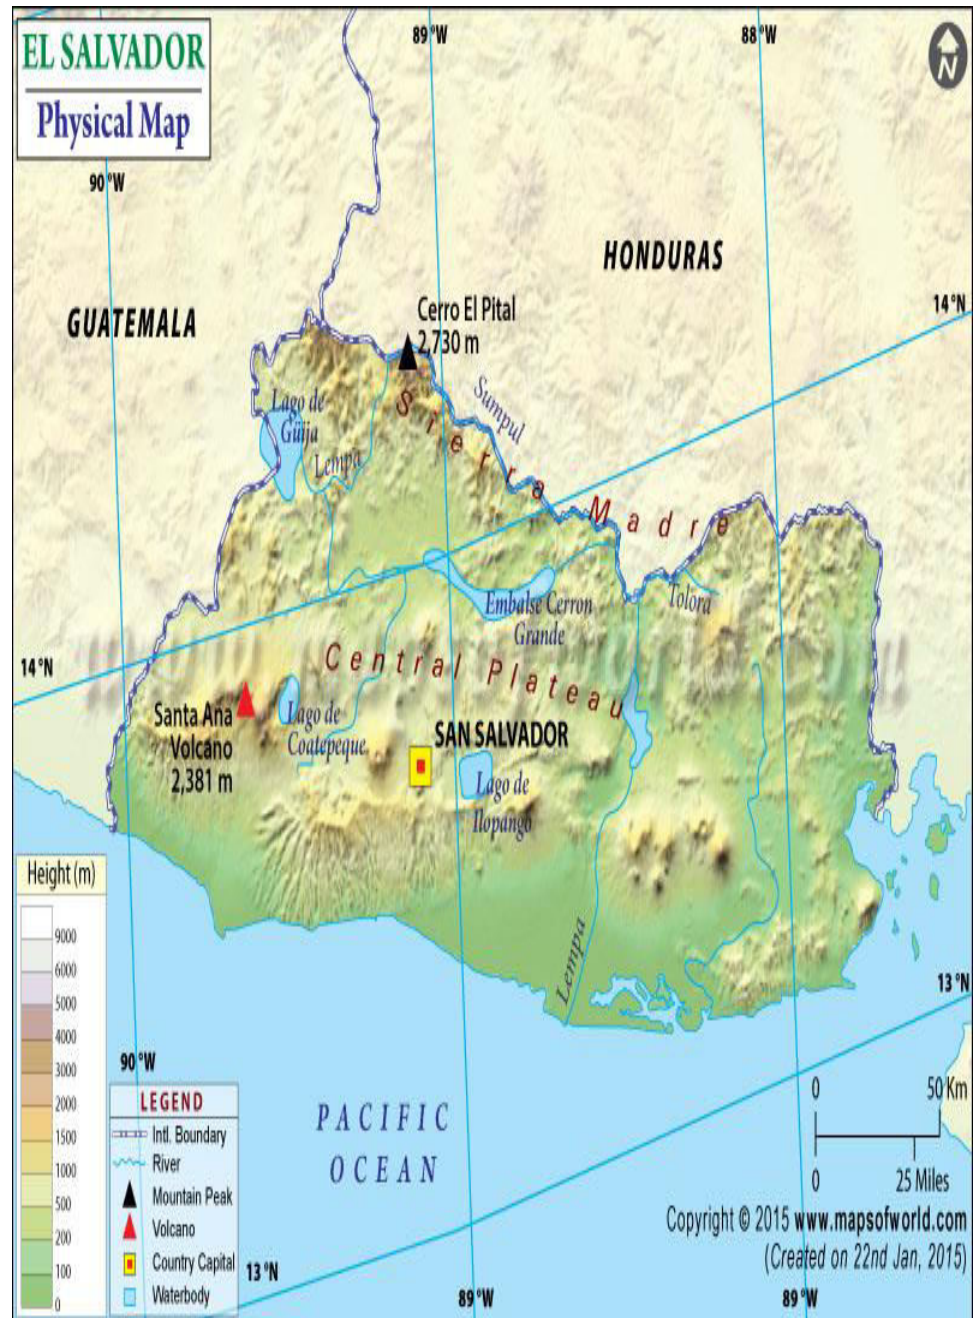 EL SALVADOR
Physical Map
89°W
88°W
N
90°W
HONDURAS
GUATEMALA
14°N
Cerro El Pital
2,730 m
Sumpul
Lago de
Güija
Lempa
Sierra Madre
Tolora
Embalse Cerron
Grande
14°N
Central Plateau
Santa Ana
Volcano
2,381 m
Lago de
Coatepeque
SAN SALVADOR
Lago de
Ilopango
Lempa
13°N
Height (m)
9000
6000
5000
4000
3000
2000
1500
1000
500
200
100
0
90°W
LEGEND
Intl. Boundary
River
Mountain Peak
Volcano
Country Capital
Waterbody
PACIFIC
OCEAN
0 50 Km
0 25 Miles
Copyright © 2015 www.mapsofworld.com
(Created on 22nd Jan, 2015)
13°N
89°W
89°W